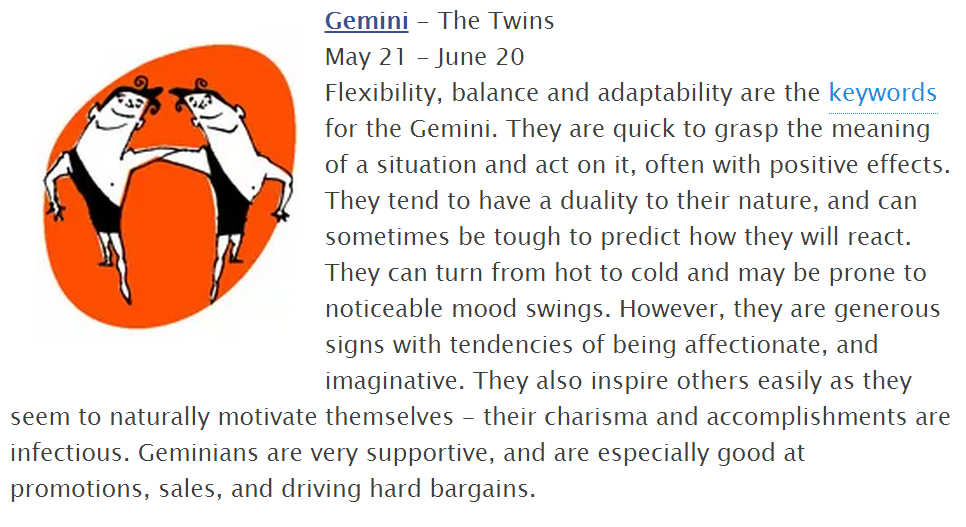 Gemini – The Twins
May 21 – June 20
Flexibility, balance and adaptability are the keywords
for the Gemini. They are quick to grasp the meaning
of a situation and act on it, often with positive effects.
They tend to have a duality to their nature, and can
sometimes be tough to predict how they will react.
They can turn from hot to cold and may be prone to
noticeable mood swings. However, they are generous
signs with tendencies of being affectionate, and
imaginative. They also inspire others easily as they
seem to naturally motivate themselves – their charisma and accomplishments are
infectious. Geminians are very supportive, and are especially good at
promotions, sales, and driving hard bargains.